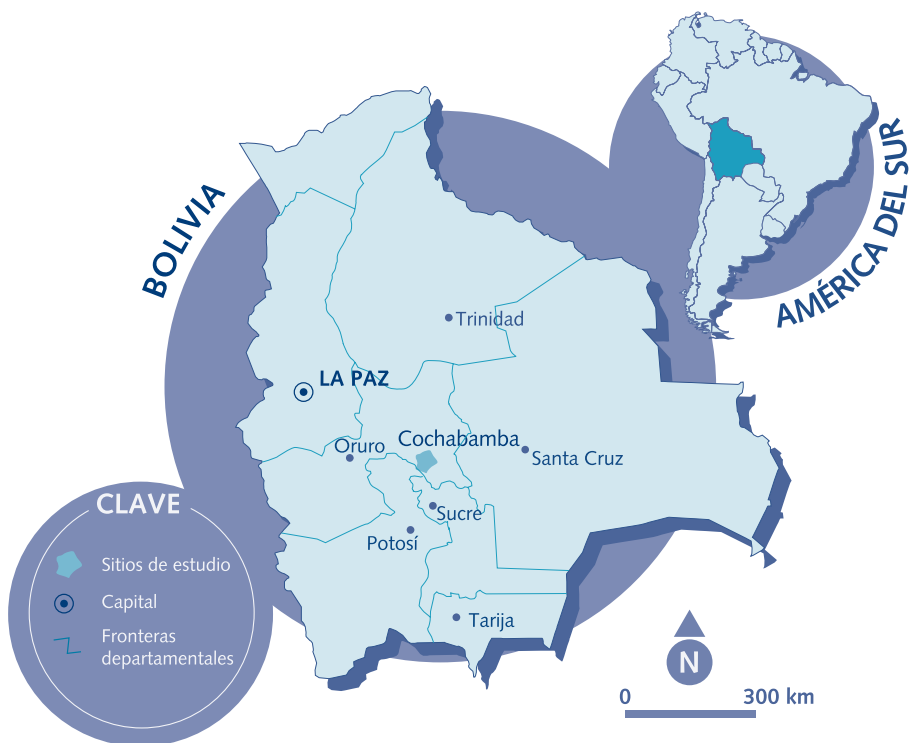 BOLIVIA
AMÉRICA DEL SUR
Trinidad
LA PAZ
Oruro
Cochabamba
Santa Cruz
Sucre
Potosí
Tarija
CLAVE
Sitios de estudio
Capital
Fronteras
departamentales
N
0 300 km